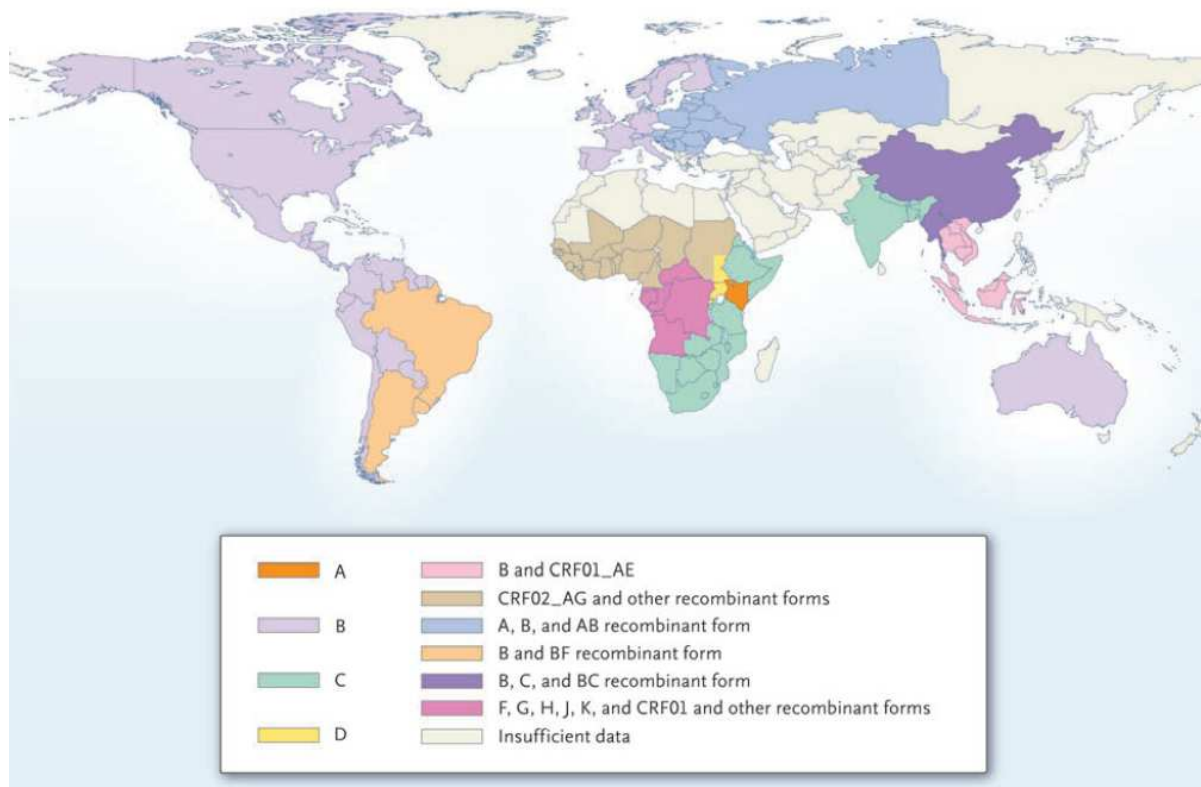 A
B and CRF01_AE
CRF02_AG and other recombinant forms
B
A, B, and AB recombinant form
B and BF recombinant form
C
B, C, and BC recombinant form
F, G, H, J, K, and CRF01 and other recombinant forms
D
Insufficient data